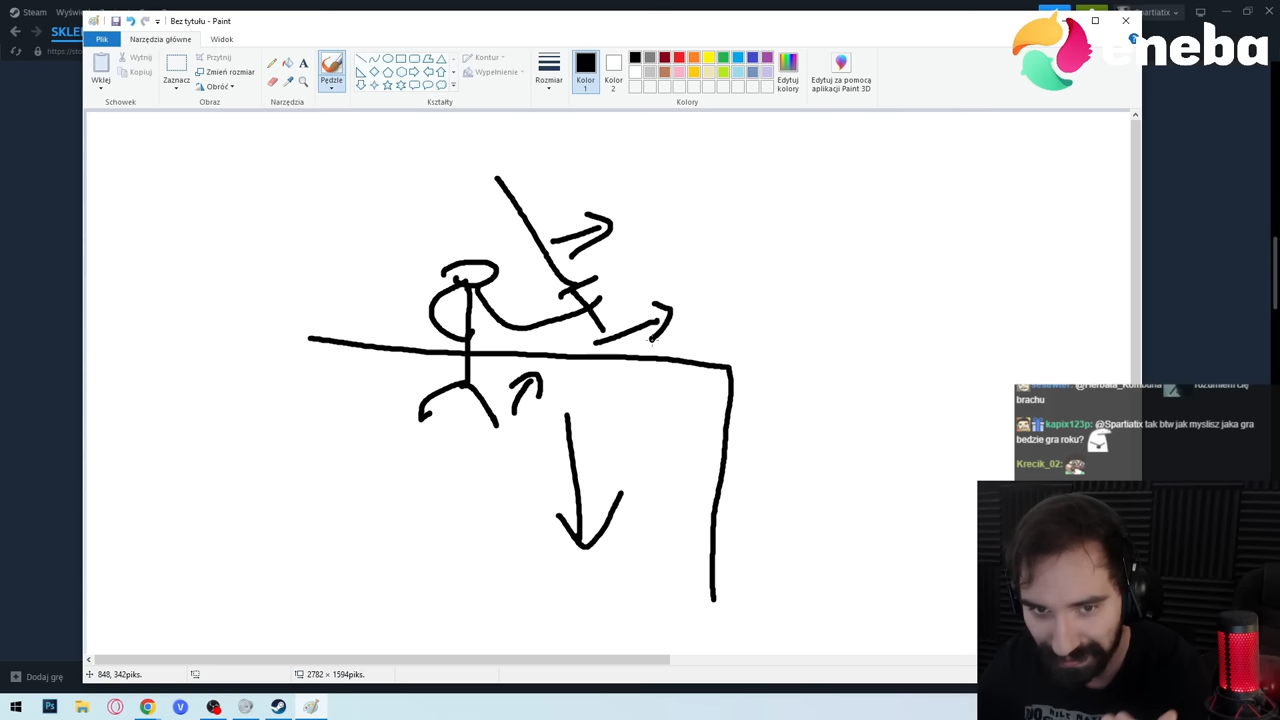 Steam
Bez tytułu - Paint
SKLE
Plik
Narzędzia główne
Widok
Wklej
Wytnij
Kopiuj
Schowek
Zaznacz
Przytnij
Zmień rozmiar
Obróć
Obraz
Narzędzia
Pędzle
Kształty
Kontur
Wypełnienie
Rozmiar
Kolor
1
Kolor
2
Kolory
Edytuj
kolory
Edytuj za pomocą
aplikacji Paint 3D
eneba
rozumiem cię
brachu
kapix123p: @Spartiatix tak btw jak myslisz jaka gra
bedzie gra roku?
Krecik_02:
848, 342piks.
2782 × 1594piks.
Dodaj grę